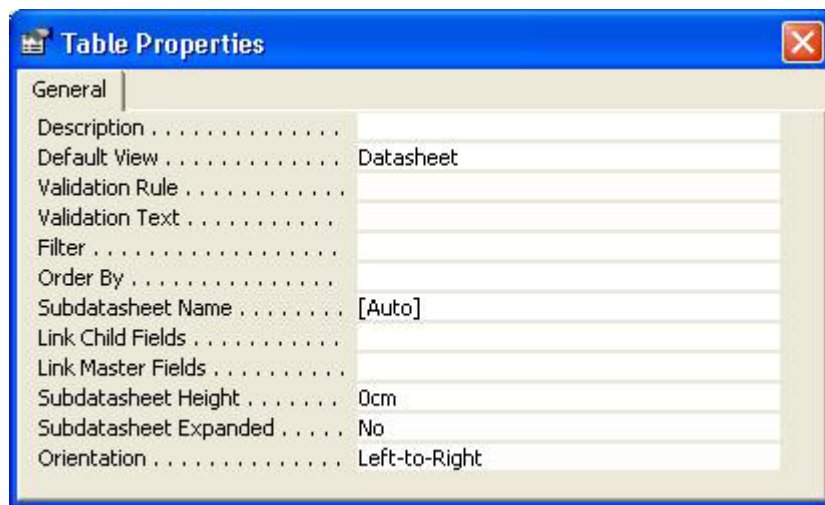 Table Properties
General
Description . . . . . . . . . . . . . .
Default View . . . . . . . . . . . . . Datasheet
Validation Rule . . . . . . . . . . . .
Validation Text . . . . . . . . . . .
Filter . . . . . . . . . . . . . . . . . .
Order By . . . . . . . . . . . . . . .
Subdatasheet Name . . . . . . . . [Auto]
Link Child Fields . . . . . . . . . . .
Link Master Fields . . . . . . . . . .
Subdatasheet Height . . . . . . . 0cm
Subdatasheet Expanded . . . . . No
Orientation . . . . . . . . . . . . . . Left-to-Right